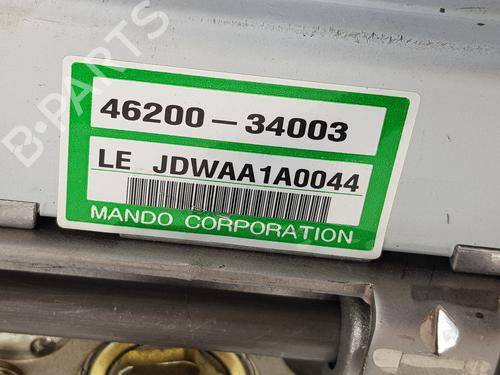 B-PARTS
46200-34003
LE JDWAA1A0044
MANDO CORPORATION